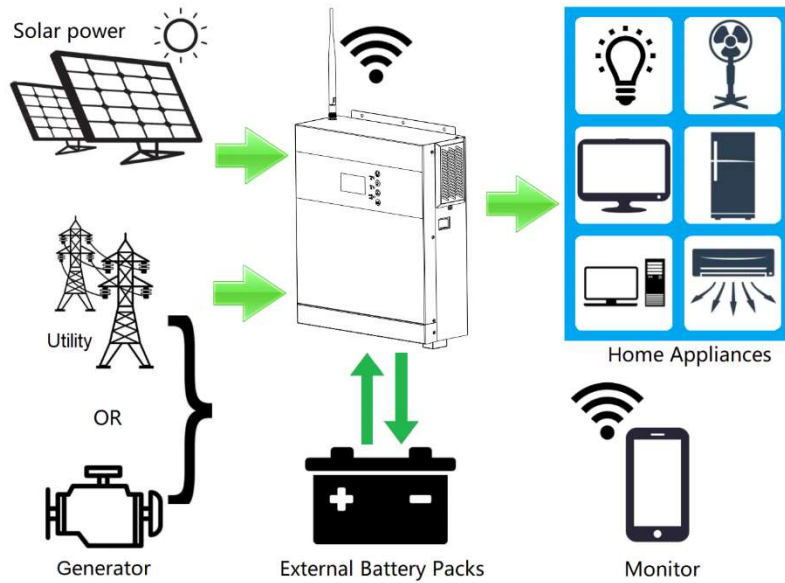 Solar power
Utility
OR
Generator
External Battery Packs
Home Appliances
Monitor